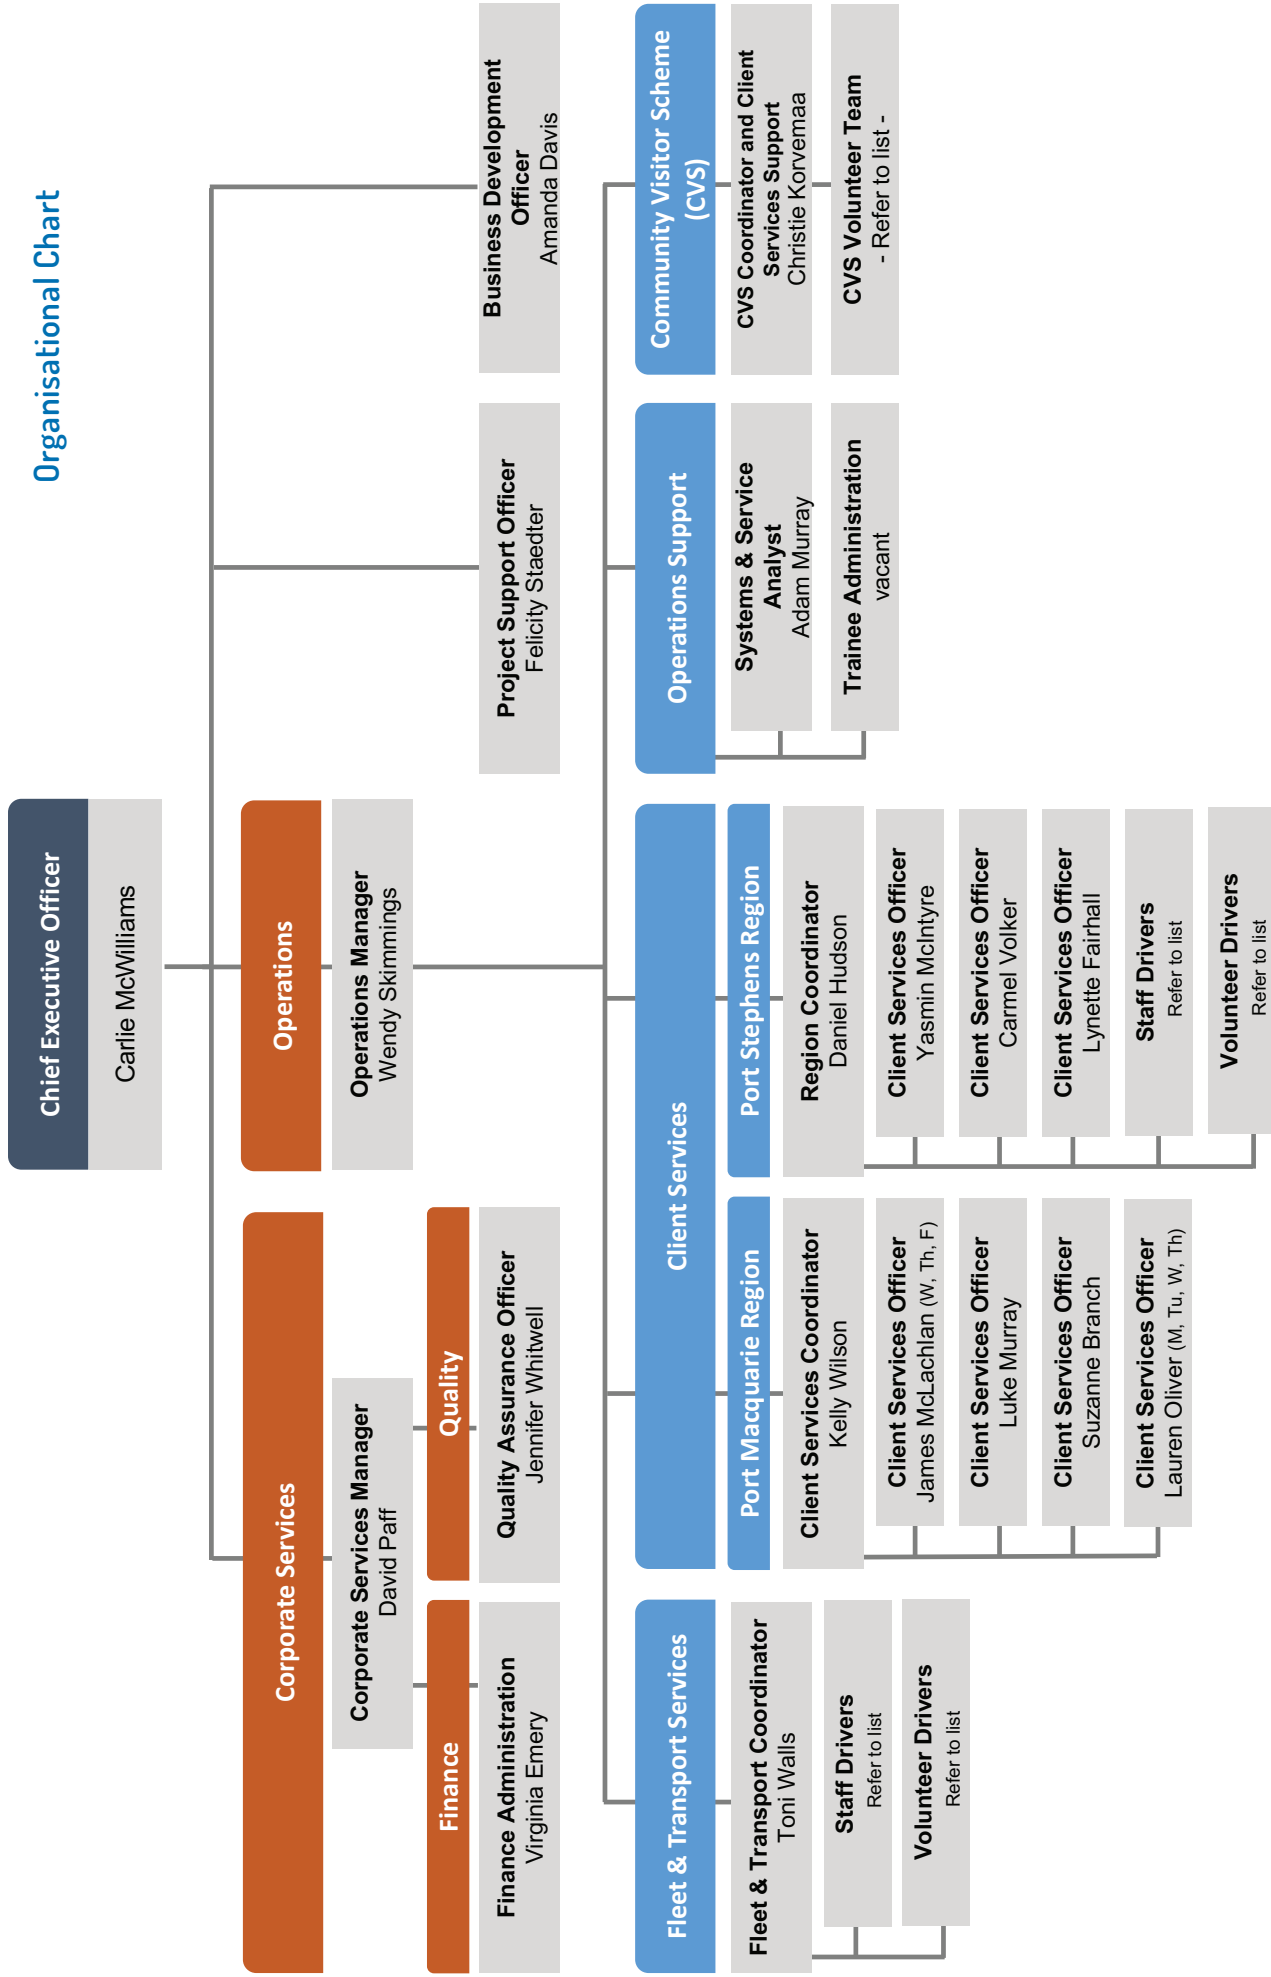 Organisational Chart
Chief Executive Officer
Carlie McWilliams
Corporate Services
Corporate Services Manager
David Paff
Finance
Finance Administration
Virginia Emery
Quality
Quality Assurance Officer
Jennifer Whitwell
Operations
Operations Manager
Wendy Skimmings
Project Support Officer
Felicity Staedter
Business Development
Officer
Amanda Davis
Fleet & Transport Services
Fleet & Transport Coordinator
Toni Walls
Staff Drivers
Refer to list
Volunteer Drivers
Refer to list
Client Services
Port Macquarie Region
Client Services Coordinator
Kelly Wilson
Client Services Officer
James McLachlan (W, Th, F)
Client Services Officer
Luke Murray
Client Services Officer
Suzanne Branch
Client Services Officer
Lauren Oliver (M, Tu, W, Th)
Port Stephens Region
Region Coordinator
Daniel Hudson
Client Services Officer
Yasmin McIntyre
Client Services Officer
Carmel Volker
Client Services Officer
Lynette Fairhall
Staff Drivers
Refer to list
Volunteer Drivers
Refer to list
Operations Support
Systems & Service
Analyst
Adam Murray
Trainee Administration
vacant
Community Visitor Scheme
(CVS)
CVS Coordinator and Client
Services Support
Christie Korvemaa
CVS Volunteer Team
- Refer to list -